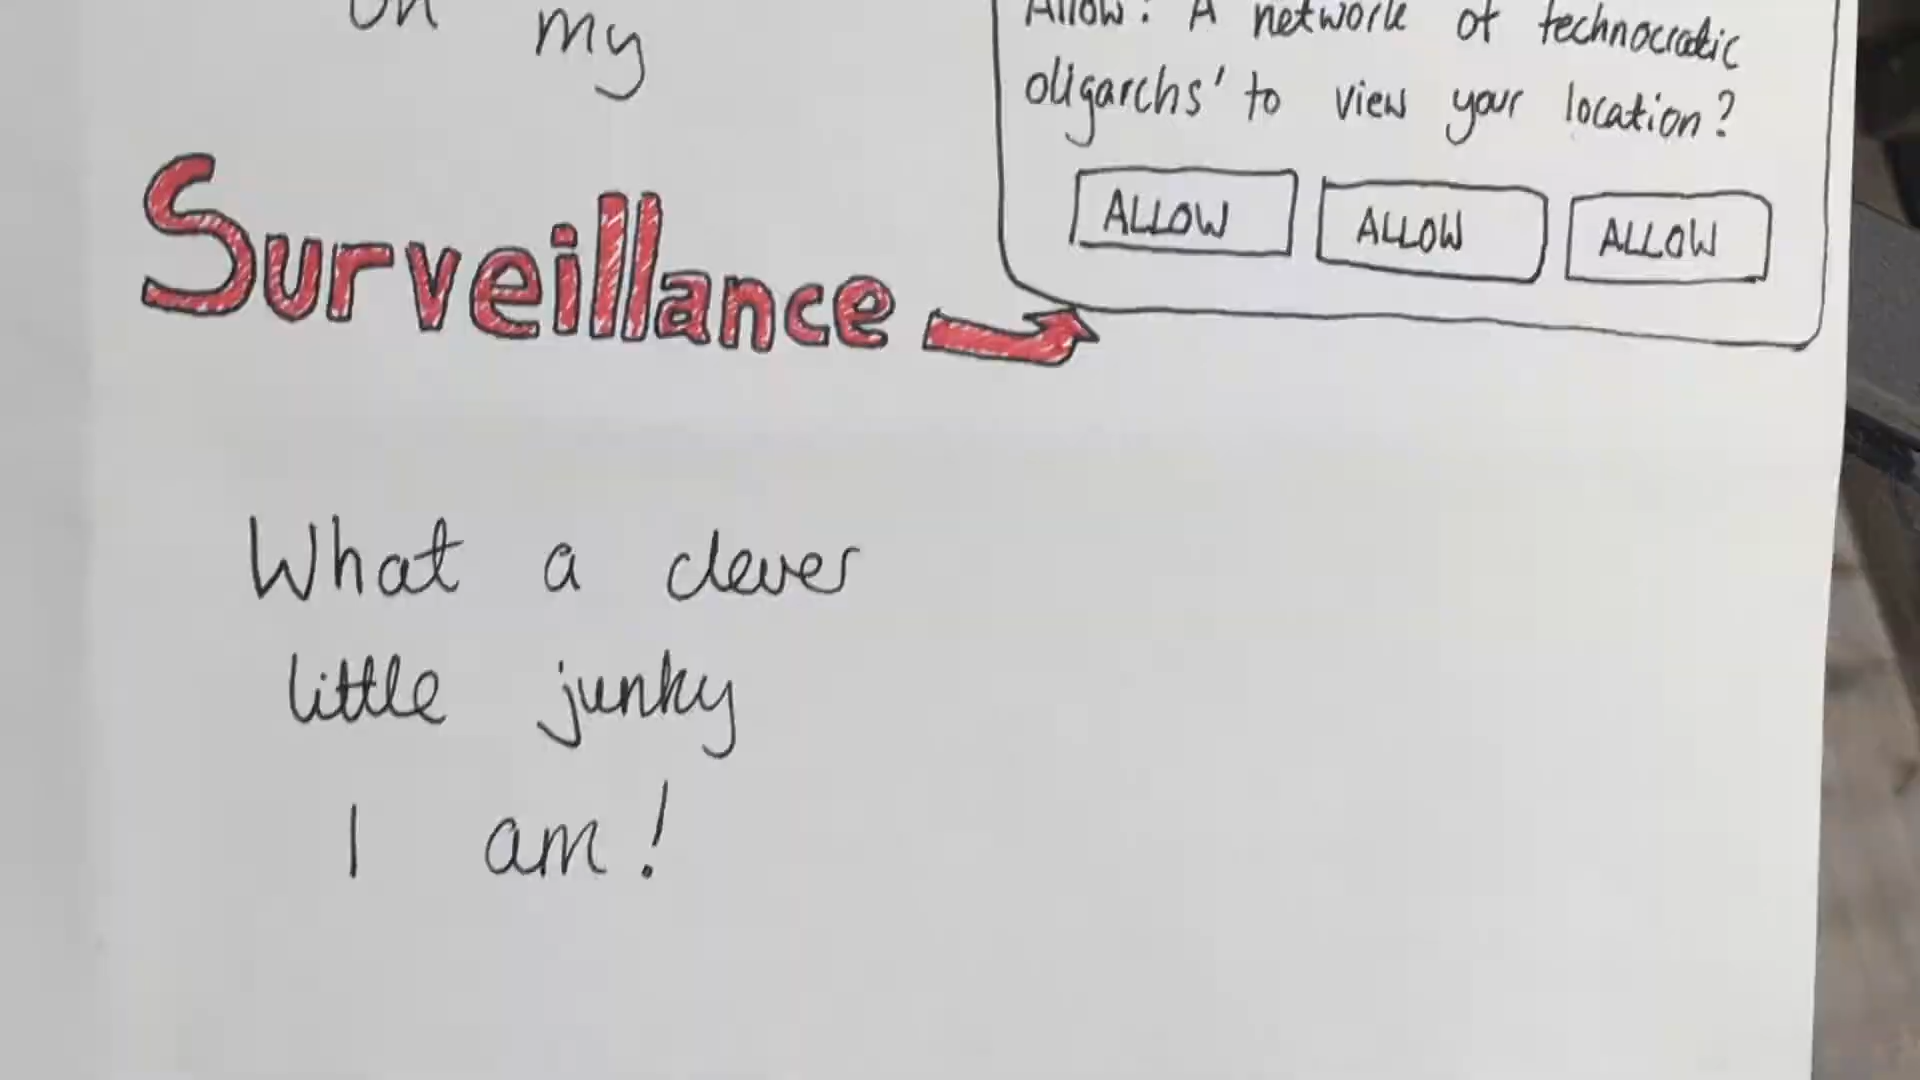 on my
Surveillance
What a clever
little junky
I am!
Allow: A network of technocratic
oligarchs' to view your location?
ALLOW ALLOW ALLOW